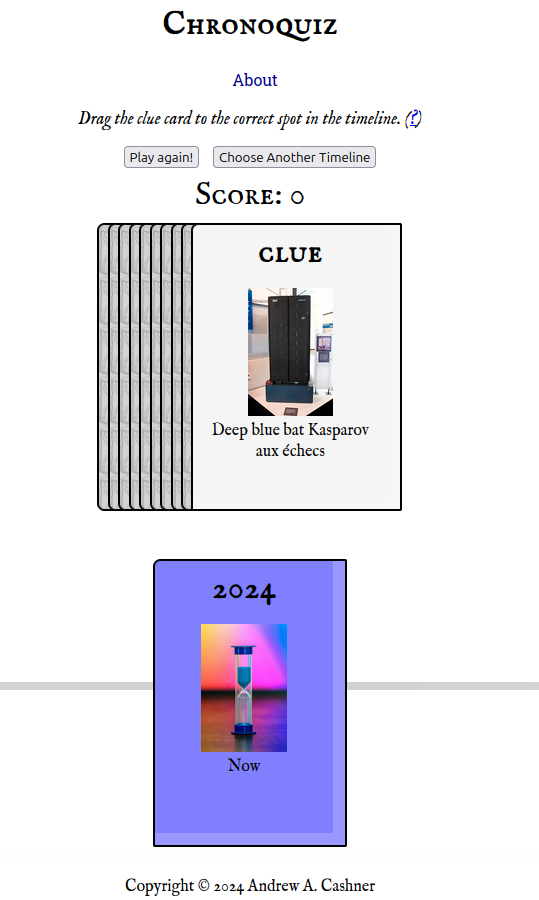 Chronoquiz
About
Drag the clue card to the correct spot in the timeline. (?)
Play again! Choose Another Timeline
Score: 0
CLUE
Deep blue bat Kasparov
aux échecs
2024
Now
Copyright © 2024 Andrew A. Cashner